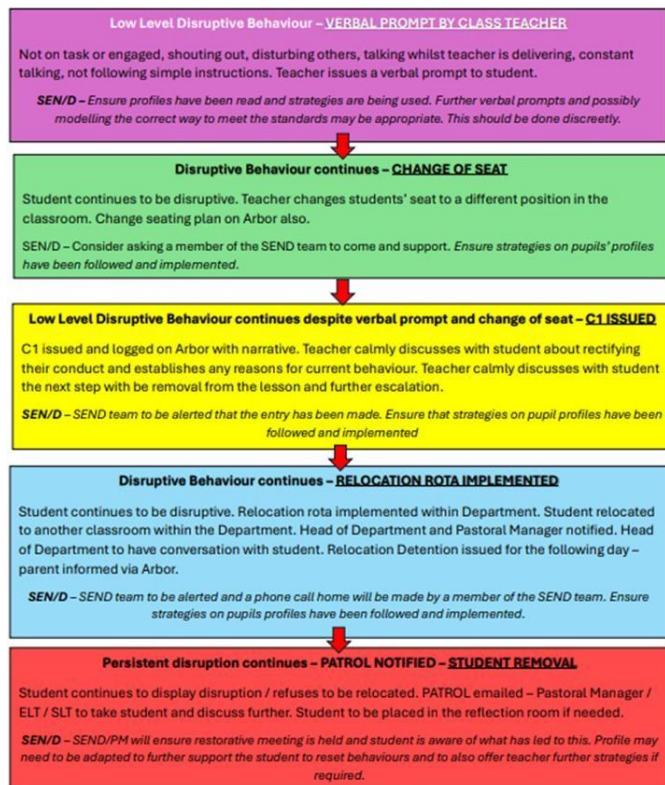 Low Level Disruptive Behaviour – VERBAL PROMPT BY CLASS TEACHER
Not on task or engaged, shouting out, disturbing others, talking whilst teacher is delivering, constant
talking, not following simple instructions. Teacher issues a verbal prompt to student.
SEN/D – Ensure profiles have been read and strategies are being used. Further verbal prompts and possibly
modelling the correct way to meet the standards may be appropriate. This should be done discreetly.
Disruptive Behaviour continues – CHANGE OF SEAT
Student continues to be disruptive. Teacher changes students' seat to a different position in the
classroom. Change seating plan on Arbor also.
SEN/D – Consider asking a member of the SEND team to come and support. Ensure strategies on pupils' profiles
have been followed and implemented.
Low Level Disruptive Behaviour continues despite verbal prompt and change of seat – C1 ISSUED
C1 issued and logged on Arbor with narrative. Teacher calmly discusses with student about rectifying
their conduct and establishes any reasons for current behaviour. Teacher calmly discusses with student
the next step with be removal from the lesson and further escalation.
SEN/D – SEND team to be alerted that the entry has been made. Ensure that strategies on pupil profiles have been
followed and implemented
Disruptive Behaviour continues – RELOCATION ROTA IMPLEMENTED
Student continues to be disruptive. Relocation rota implemented within Department. Student relocated
to another classroom within the Department. Head of Department and Pastoral Manager notified. Head
of Department to have conversation with student. Relocation Detention issued for the following day –
parent informed via Arbor.
SEN/D – SEND team to be alerted and a phone call home will be made by a member of the SEND team. Ensure
strategies on pupils profiles have been followed and implemented.
Persistent disruption continues – PATROL NOTIFIED – STUDENT REMOVAL
Student continues to display disruption / refuses to be relocated. PATROL emailed – Pastoral Manager /
ELT / SLT to take student and discuss further. Student to be placed in the reflection room if needed.
SEN/D – SEND/PM will ensure restorative meeting is held and student is aware of what has led to this. Profile may
need to be adapted to further support the student to reset behaviours and to also offer teacher further strategies if
required.